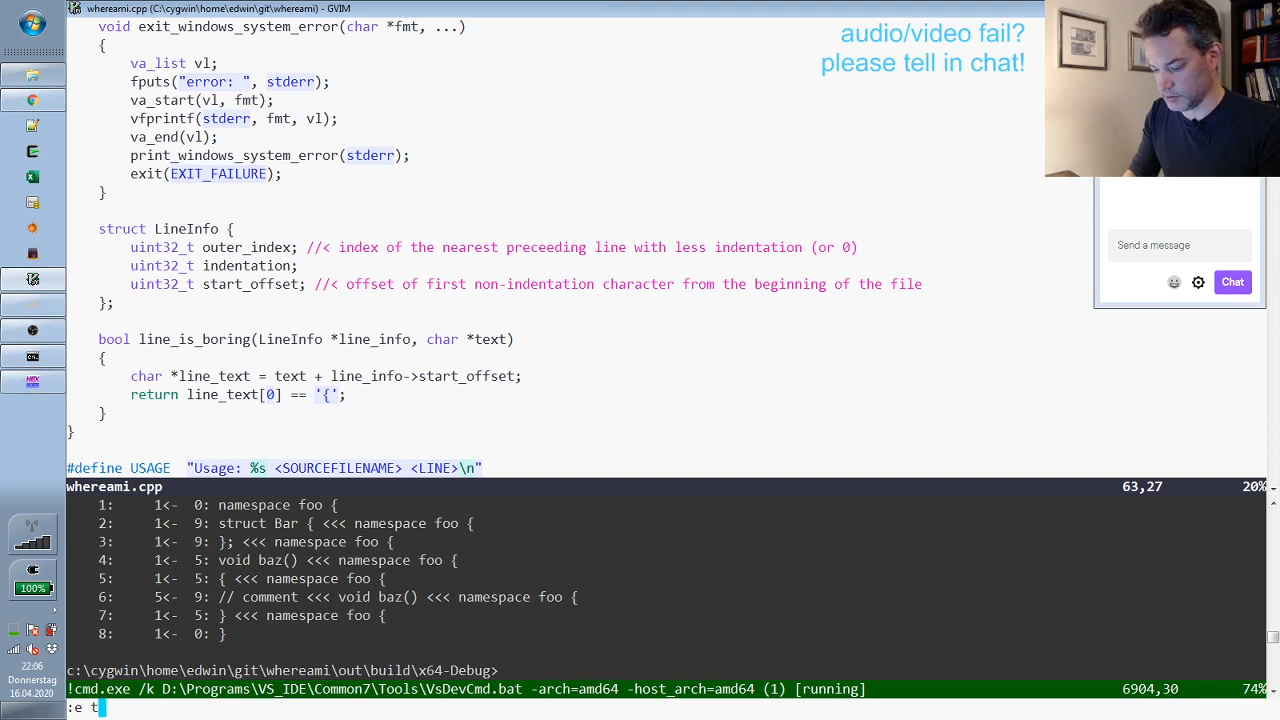 whereami.cpp (C:\cygwin\home\edwin\git\whereami) - GVIM
void exit_windows_system_error(char *fmt, ...)
{
va_list vl;
fputs("error: ", stderr);
va_start(vl, fmt);
vfprintf(stderr, fmt, vl);
va_end(vl);
print_windows_system_error(stderr);
exit(EXIT_FAILURE);
}
struct LineInfo {
uint32_t outer_index; //< index of the nearest preceeding line with less indentation (or 0)
uint32_t indentation;
uint32_t start_offset; //< offset of first non-indentation character from the beginning of the file
};
bool line_is_boring(LineInfo *line_info, char *text)
{
char *line_text = text + line_info->start_offset;
return line_text[0] == '{';
}
}
#define USAGE "Usage: %s <SOURCEFILENAME> <LINE>\n"
whereami.cpp 63,27 20%
1: 1<- 0: namespace foo {
2: 1<- 9: struct Bar { <<< namespace foo {
3: 1<- 9: }; <<< namespace foo {
4: 1<- 5: void baz() <<< namespace foo {
5: 1<- 5: { <<< namespace foo {
6: 5<- 9: // comment <<< void baz() <<< namespace foo {
7: 1<- 5: } <<< namespace foo {
8: 1<- 0: }
c:\cygwin\home\edwin\git\whereami\out\build\x64-Debug>
!cmd.exe /k D:\Programs\VS_IDE\Common7\Tools\VsDevCmd.bat -arch=amd64 -host_arch=amd64 (1) [running] 6904,30 74%
:e t
audio/video fail?
please tell in chat!
Send a message
Chat
100%
22:06
Donnerstag
16.04.2020